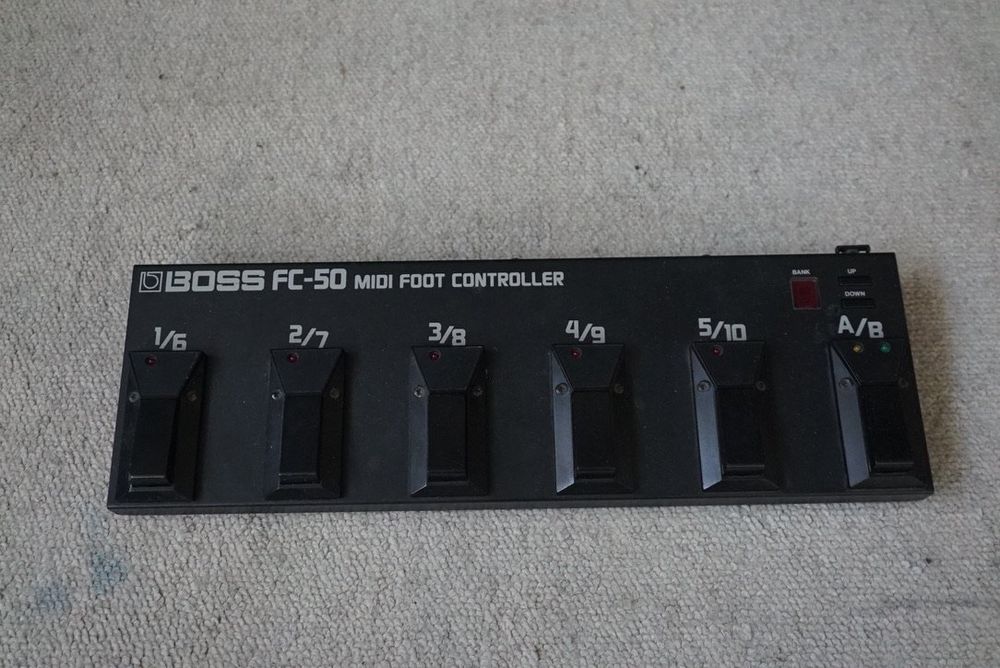 BOSS FC-50 MIDI FOOT CONTROLLER
BANK
UP
DOWN
1/6
2/7
3/8
4/9
5/10
A/B